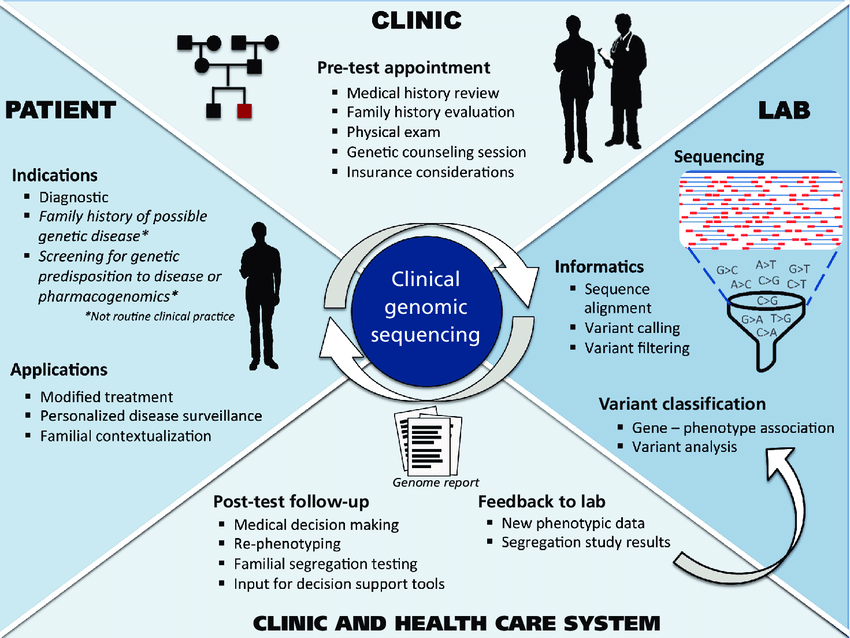 CLINIC
Pre-test appointment
▪ Medical history review
▪ Family history evaluation
▪ Physical exam
▪ Genetic counseling session
▪ Insurance considerations
PATIENT
Indications
▪ Diagnostic
▪ Family history of possible
genetic disease*
▪ Screening for genetic
predisposition to disease or
pharmacogenomics*
*Not routine clinical practice
Applications
▪ Modified treatment
▪ Personalized disease surveillance
▪ Familial contextualization
Clinical
genomic
sequencing
LAB
Sequencing
Informatics
▪ Sequence
alignment
▪ Variant calling
▪ Variant filtering
G>C A>T G>T
A>C C>G C>T
C>G
G>A T>G
C>A
Variant classification
▪ Gene – phenotype association
▪ Variant analysis
Genome report
Post-test follow-up
▪ Medical decision making
▪ Re-phenotyping
▪ Familial segregation testing
▪ Input for decision support tools
Feedback to lab
▪ New phenotypic data
▪ Segregation study results
CLINIC AND HEALTH CARE SYSTEM